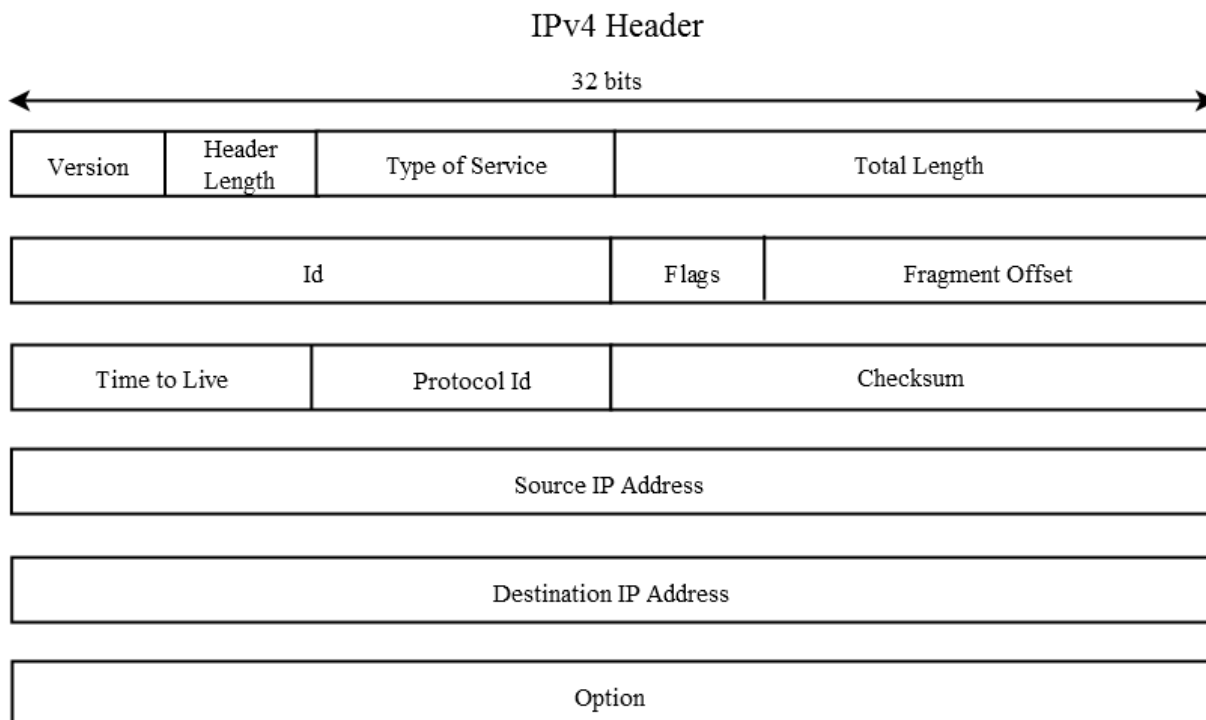 IPv4 Header
32 bits
Version
Header
Length
Type of Service
Total Length
Id
Flags
Fragment Offset
Time to Live
Protocol Id
Checksum
Source IP Address
Destination IP Address
Option